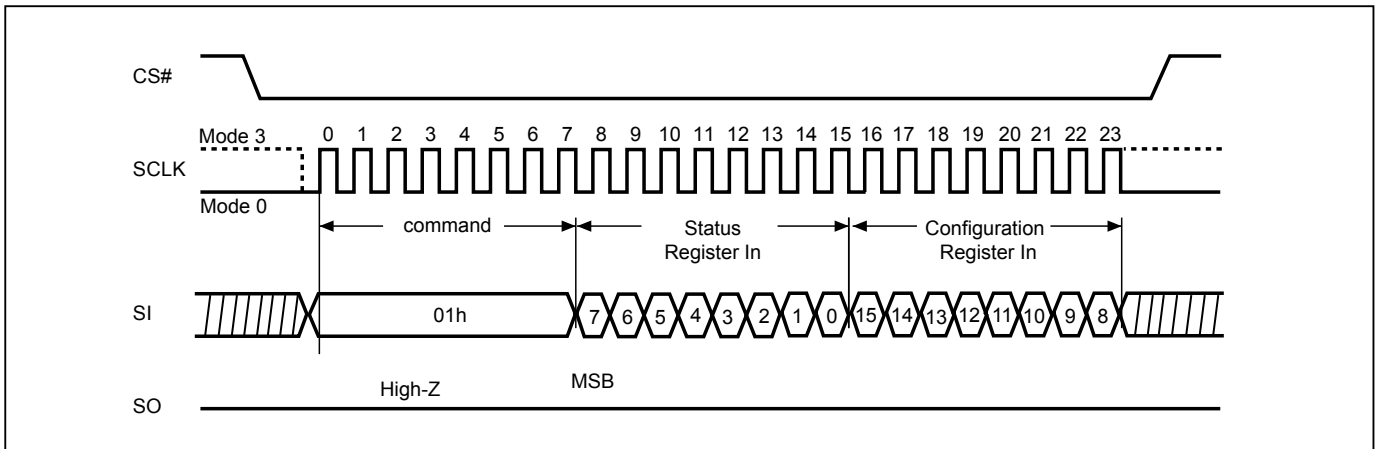 CS#
Mode 3
0 1 2 3 4 5 6 7 8 9 10 11 12 13 14 15 16 17 18 19 20 21 22 23
SCLK
Mode 0
command
Status
Register In
Configuration
Register In
SI
01h
7 6 5 4 3 2 1 0 15 14 13 12 11 10 9 8
High-Z
MSB
SO